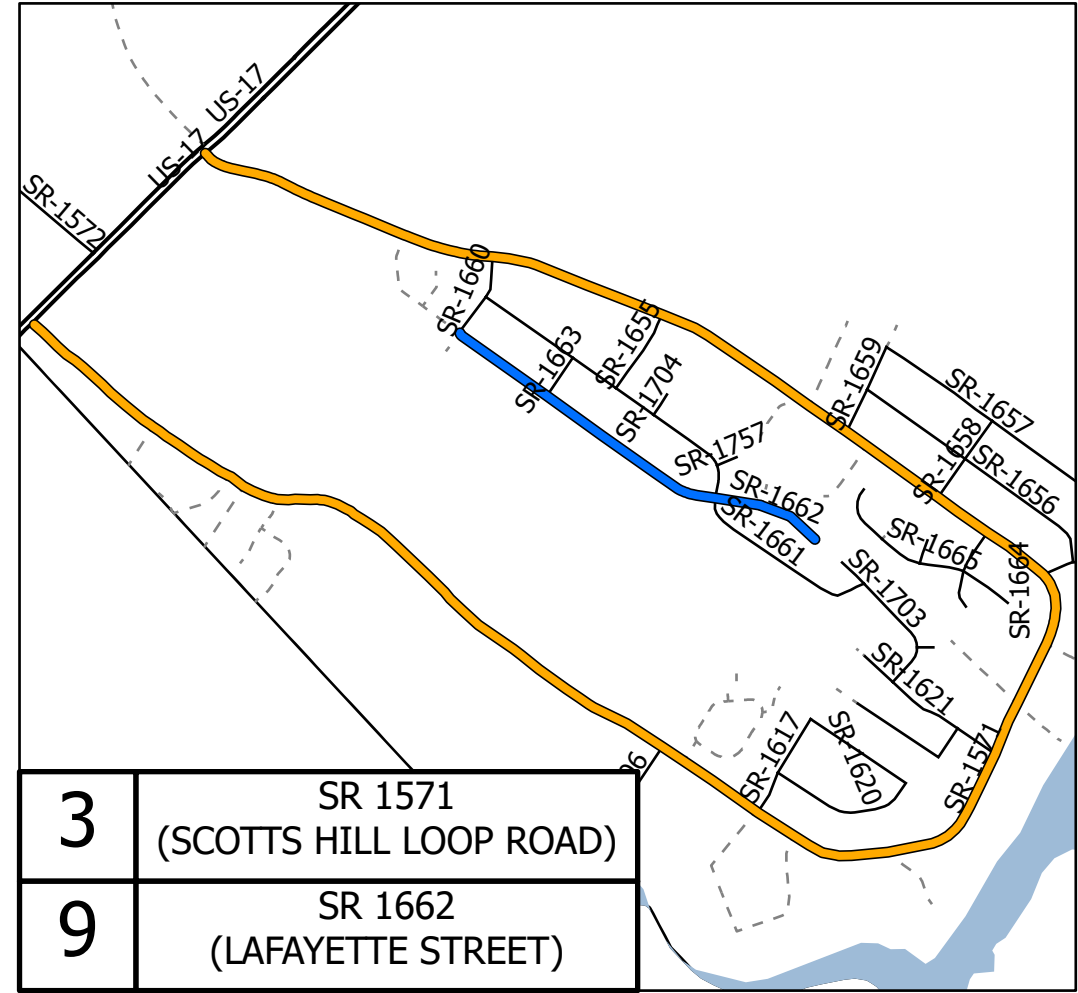 US-17
US-17
SR-1572
SR-1660
SR-1663
SR-1655
SR-1704
SR-1659
SR-1657
SR-1757
SR-1658
SR-1656
SR-1662
SR-1661
SR-1665
SR-1664
SR-1703
SR-1621
SR-1617
SR-1620
SR-1571
3
SR 1571
(SCOTTS HILL LOOP ROAD)
9
SR 1662
(LAFAYETTE STREET)